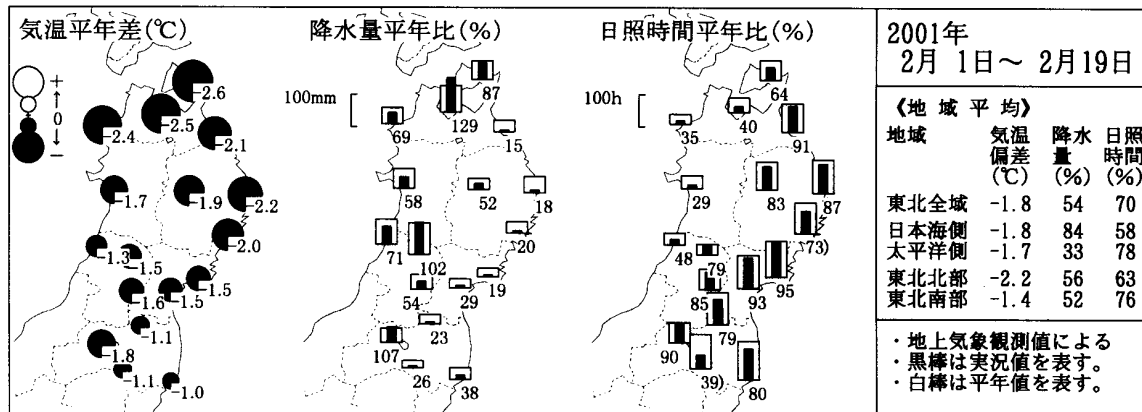 気温平年差(℃)
+
↑
0
↓
−
-2.6
-2.5
-2.4
-2.1
-1.7
-1.9
-2.2
-2.0
-1.3
-1.5
-1.5
-1.6
-1.5
-1.1
-1.8
-1.1
-1.0
降水量平年比(%)
100mm
87
129
69
15
58
52
18
20
71
102
19
54
29
23
107
26
38
日照時間平年比(%)
100h
64
40
35
91
29
83
87
73)
48
79
95
85
93
79
90
39)
80
2001年
2月 1日～ 2月19日
《地 域 平 均》
地域 気温 降水 日照
偏差 量 時間
(℃) (%) (%)
東北全域 -1.8 54 70
日本海側 -1.8 84 58
太平洋側 -1.7 33 78
東北北部 -2.2 56 63
東北南部 -1.4 52 76
・地上気象観測値による
・黒棒は実況値を表す。
・白棒は平年値を表す。